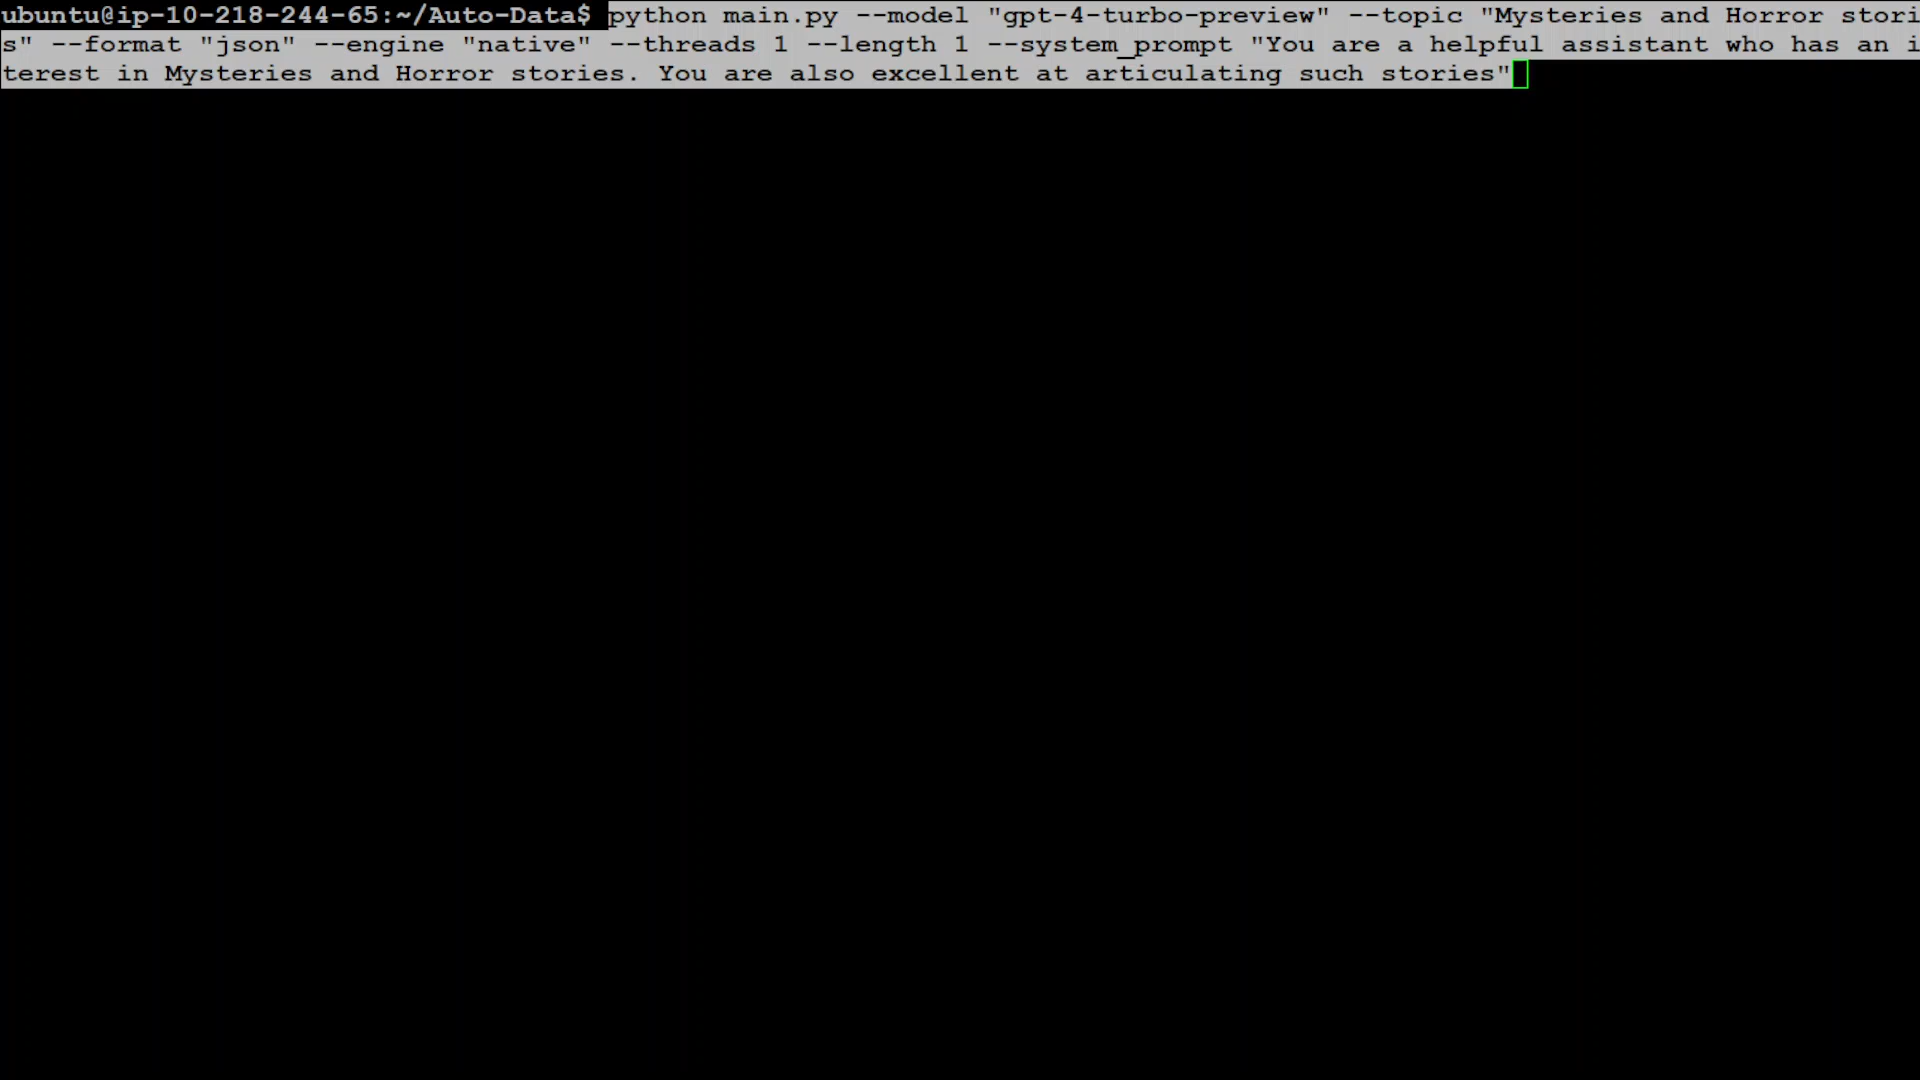 ubuntu@ip-10-218-244-65:~/Auto-Data$ python main.py --model "gpt-4-turbo-preview" --topic "Mysteries and Horror stori
s" --format "json" --engine "native" --threads 1 --length 1 --system_prompt "You are a helpful assistant who has an i
terest in Mysteries and Horror stories. You are also excellent at articulating such stories"